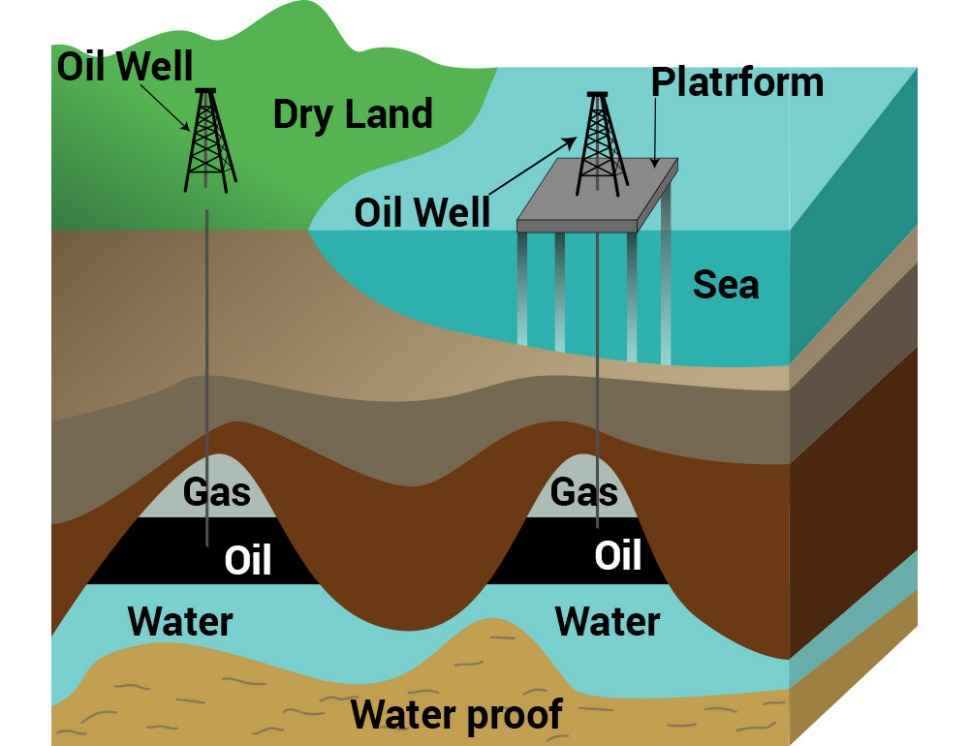 Oil Well
Platrform
Dry Land
Oil Well
Sea
Gas
Gas
Oil
Oil
Water
Water
Water proof